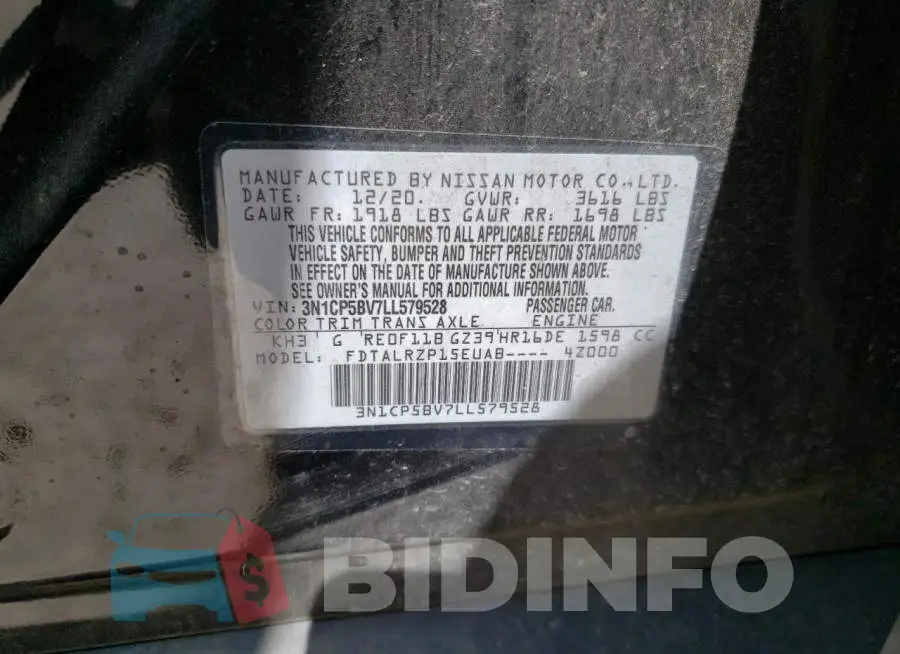 MANUFACTURED BY NISSAN MOTOR CO., LTD.
DATE: 12/20. GVWR: 3616 LBS
GAWR FR: 1918 LBS GAWR RR: 1698 LBS
THIS VEHICLE CONFORMS TO ALL APPLICABLE FEDERAL MOTOR
VEHICLE SAFETY, BUMPER AND THEFT PREVENTION STANDARDS
IN EFFECT ON THE DATE OF MANUFACTURE SHOWN ABOVE.
SEE OWNER'S MANUAL FOR ADDITIONAL INFORMATION.
VIN: 3N1CP5BV7LL579528 PASSENGER CAR.
COLOR TRIM TRANS AXLE ENGINE
KH3 G RE0F11B GZ39 HR16DE 1598 CC
MODEL: FDTALRZP15EUAB---- 4Z000
3N1CP5BV7LL579528
$ BIDINFO